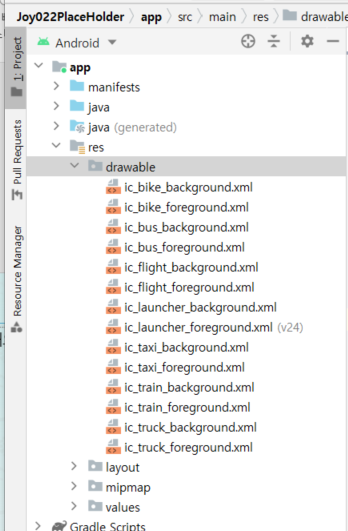 Joy022PlaceHolder app src main res drawable
1: Project
Android
app
manifests
java
java (generated)
res
drawable
ic_bike_background.xml
ic_bike_foreground.xml
ic_bus_background.xml
ic_bus_foreground.xml
ic_flight_background.xml
ic_flight_foreground.xml
ic_launcher_background.xml
ic_launcher_foreground.xml (v24)
ic_taxi_background.xml
ic_taxi_foreground.xml
ic_train_background.xml
ic_train_foreground.xml
ic_truck_background.xml
ic_truck_foreground.xml
layout
mipmap
values
Gradle Scripts
Pull Requests
Resource Manager